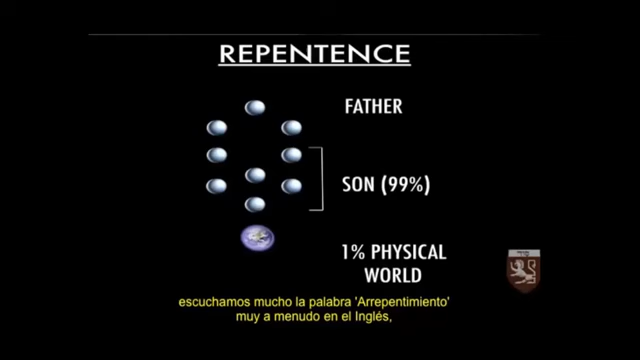 REPENTENCE
FATHER
SON (99%)
1% PHYSICAL
WORLD
escuchamos mucho la palabra 'Arrepentimiento'
muy a menudo en el Inglés,